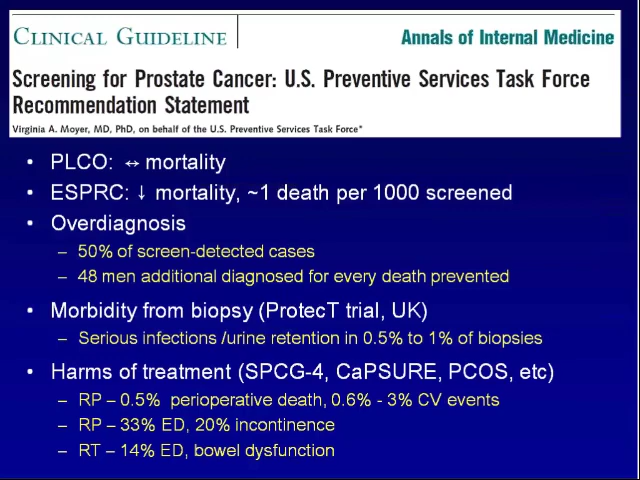 CLINICAL GUIDELINE
Annals of Internal Medicine
Screening for Prostate Cancer: U.S. Preventive Services Task Force
Recommendation Statement
Virginia A. Moyer, MD, PhD, on behalf of the U.S. Preventive Services Task Force*
• PLCO: ↔ mortality
• ESPRC: ↓ mortality, ~1 death per 1000 screened
• Overdiagnosis
– 50% of screen-detected cases
– 48 men additional diagnosed for every death prevented
• Morbidity from biopsy (ProtecT trial, UK)
– Serious infections /urine retention in 0.5% to 1% of biopsies
• Harms of treatment (SPCG-4, CaPSURE, PCOS, etc)
– RP – 0.5% perioperative death, 0.6% - 3% CV events
– RP – 33% ED, 20% incontinence
– RT – 14% ED, bowel dysfunction